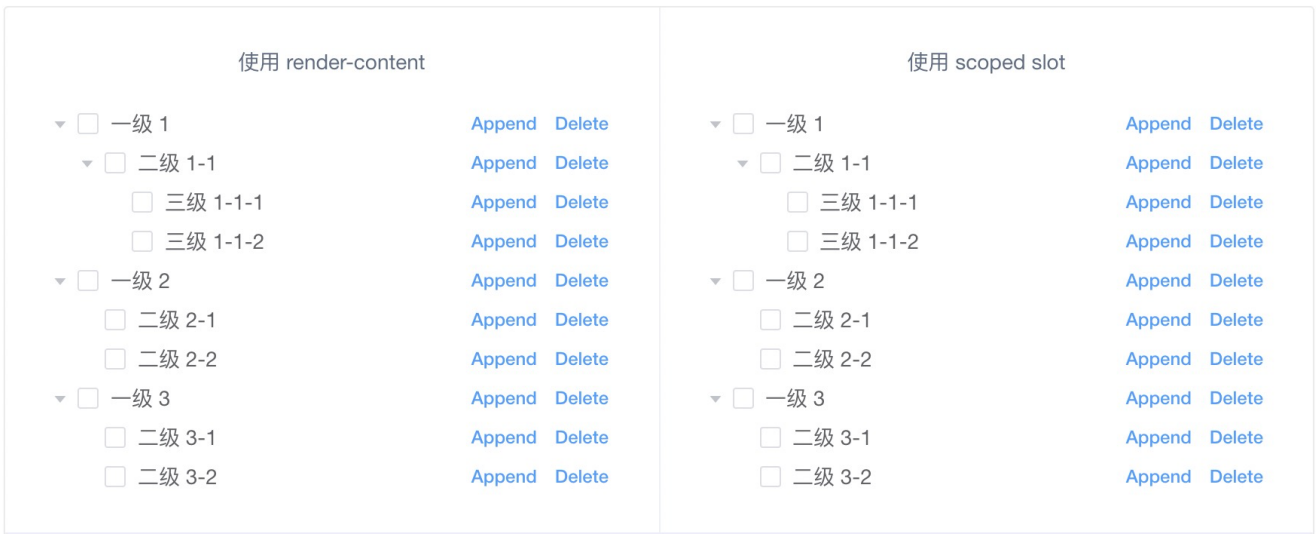 使用 render-content
一级 1 Append Delete
二级 1-1 Append Delete
三级 1-1-1 Append Delete
三级 1-1-2 Append Delete
一级 2 Append Delete
二级 2-1 Append Delete
二级 2-2 Append Delete
一级 3 Append Delete
二级 3-1 Append Delete
二级 3-2 Append Delete
使用 scoped slot
一级 1 Append Delete
二级 1-1 Append Delete
三级 1-1-1 Append Delete
三级 1-1-2 Append Delete
一级 2 Append Delete
二级 2-1 Append Delete
二级 2-2 Append Delete
一级 3 Append Delete
二级 3-1 Append Delete
二级 3-2 Append Delete